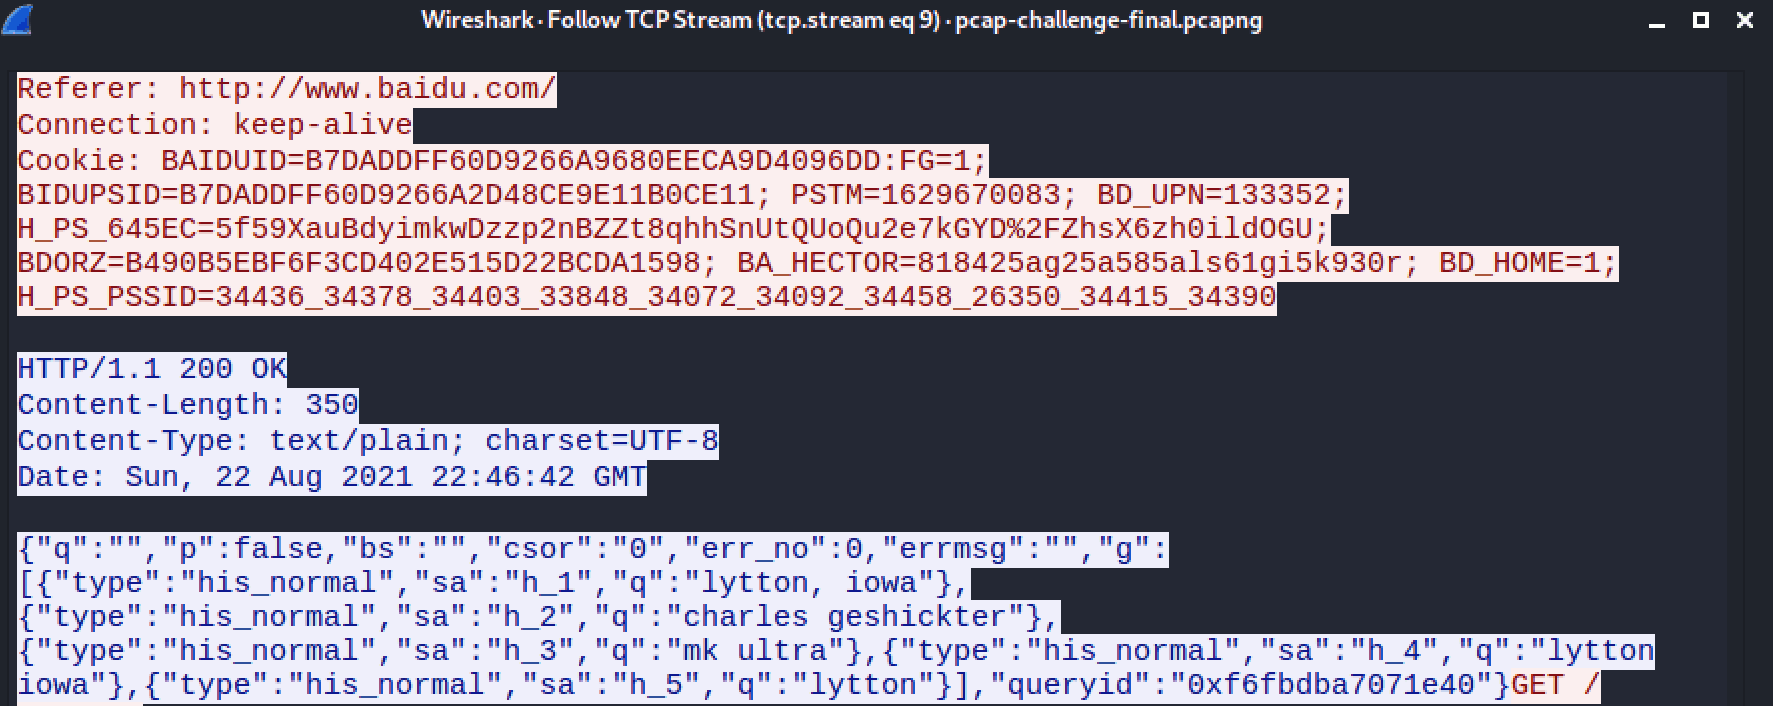 Wireshark · Follow TCP Stream (tcp.stream eq 9) · pcap-challenge-final.pcapng
Referer: http://www.baidu.com/
Connection: keep-alive
Cookie: BAIDUID=B7DADDFF60D9266A9680EECA9D4096DD:FG=1;
BIDUPSID=B7DADDFF60D9266A2D48CE9E11B0CE11; PSTM=1629670083; BD_UPN=133352;
H_PS_645EC=5f59XauBdyimkwDzzp2nBZZt8qhhSnUtQUoQu2e7kGYD%2FZhsX6zh0ildOGU;
BDORZ=B490B5EBF6F3CD402E515D22BCDA1598; BA_HECTOR=818425ag25a585als61gi5k930r; BD_HOME=1;
H_PS_PSSID=34436_34378_34403_33848_34072_34092_34458_26350_34415_34390
HTTP/1.1 200 OK
Content-Length: 350
Content-Type: text/plain; charset=UTF-8
Date: Sun, 22 Aug 2021 22:46:42 GMT
{"q":"","p":false,"bs":"","csor":"0","err_no":0,"errmsg":"","g":
[{"type":"his_normal","sa":"h_1","q":"lytton, iowa"},
{"type":"his_normal","sa":"h_2","q":"charles geshickter"},
{"type":"his_normal","sa":"h_3","q":"mk ultra"},{"type":"his_normal","sa":"h_4","q":"lytton
iowa"},{"type":"his_normal","sa":"h_5","q":"lytton"}],"queryid":"0xf6fbdba7071e40"}GET /